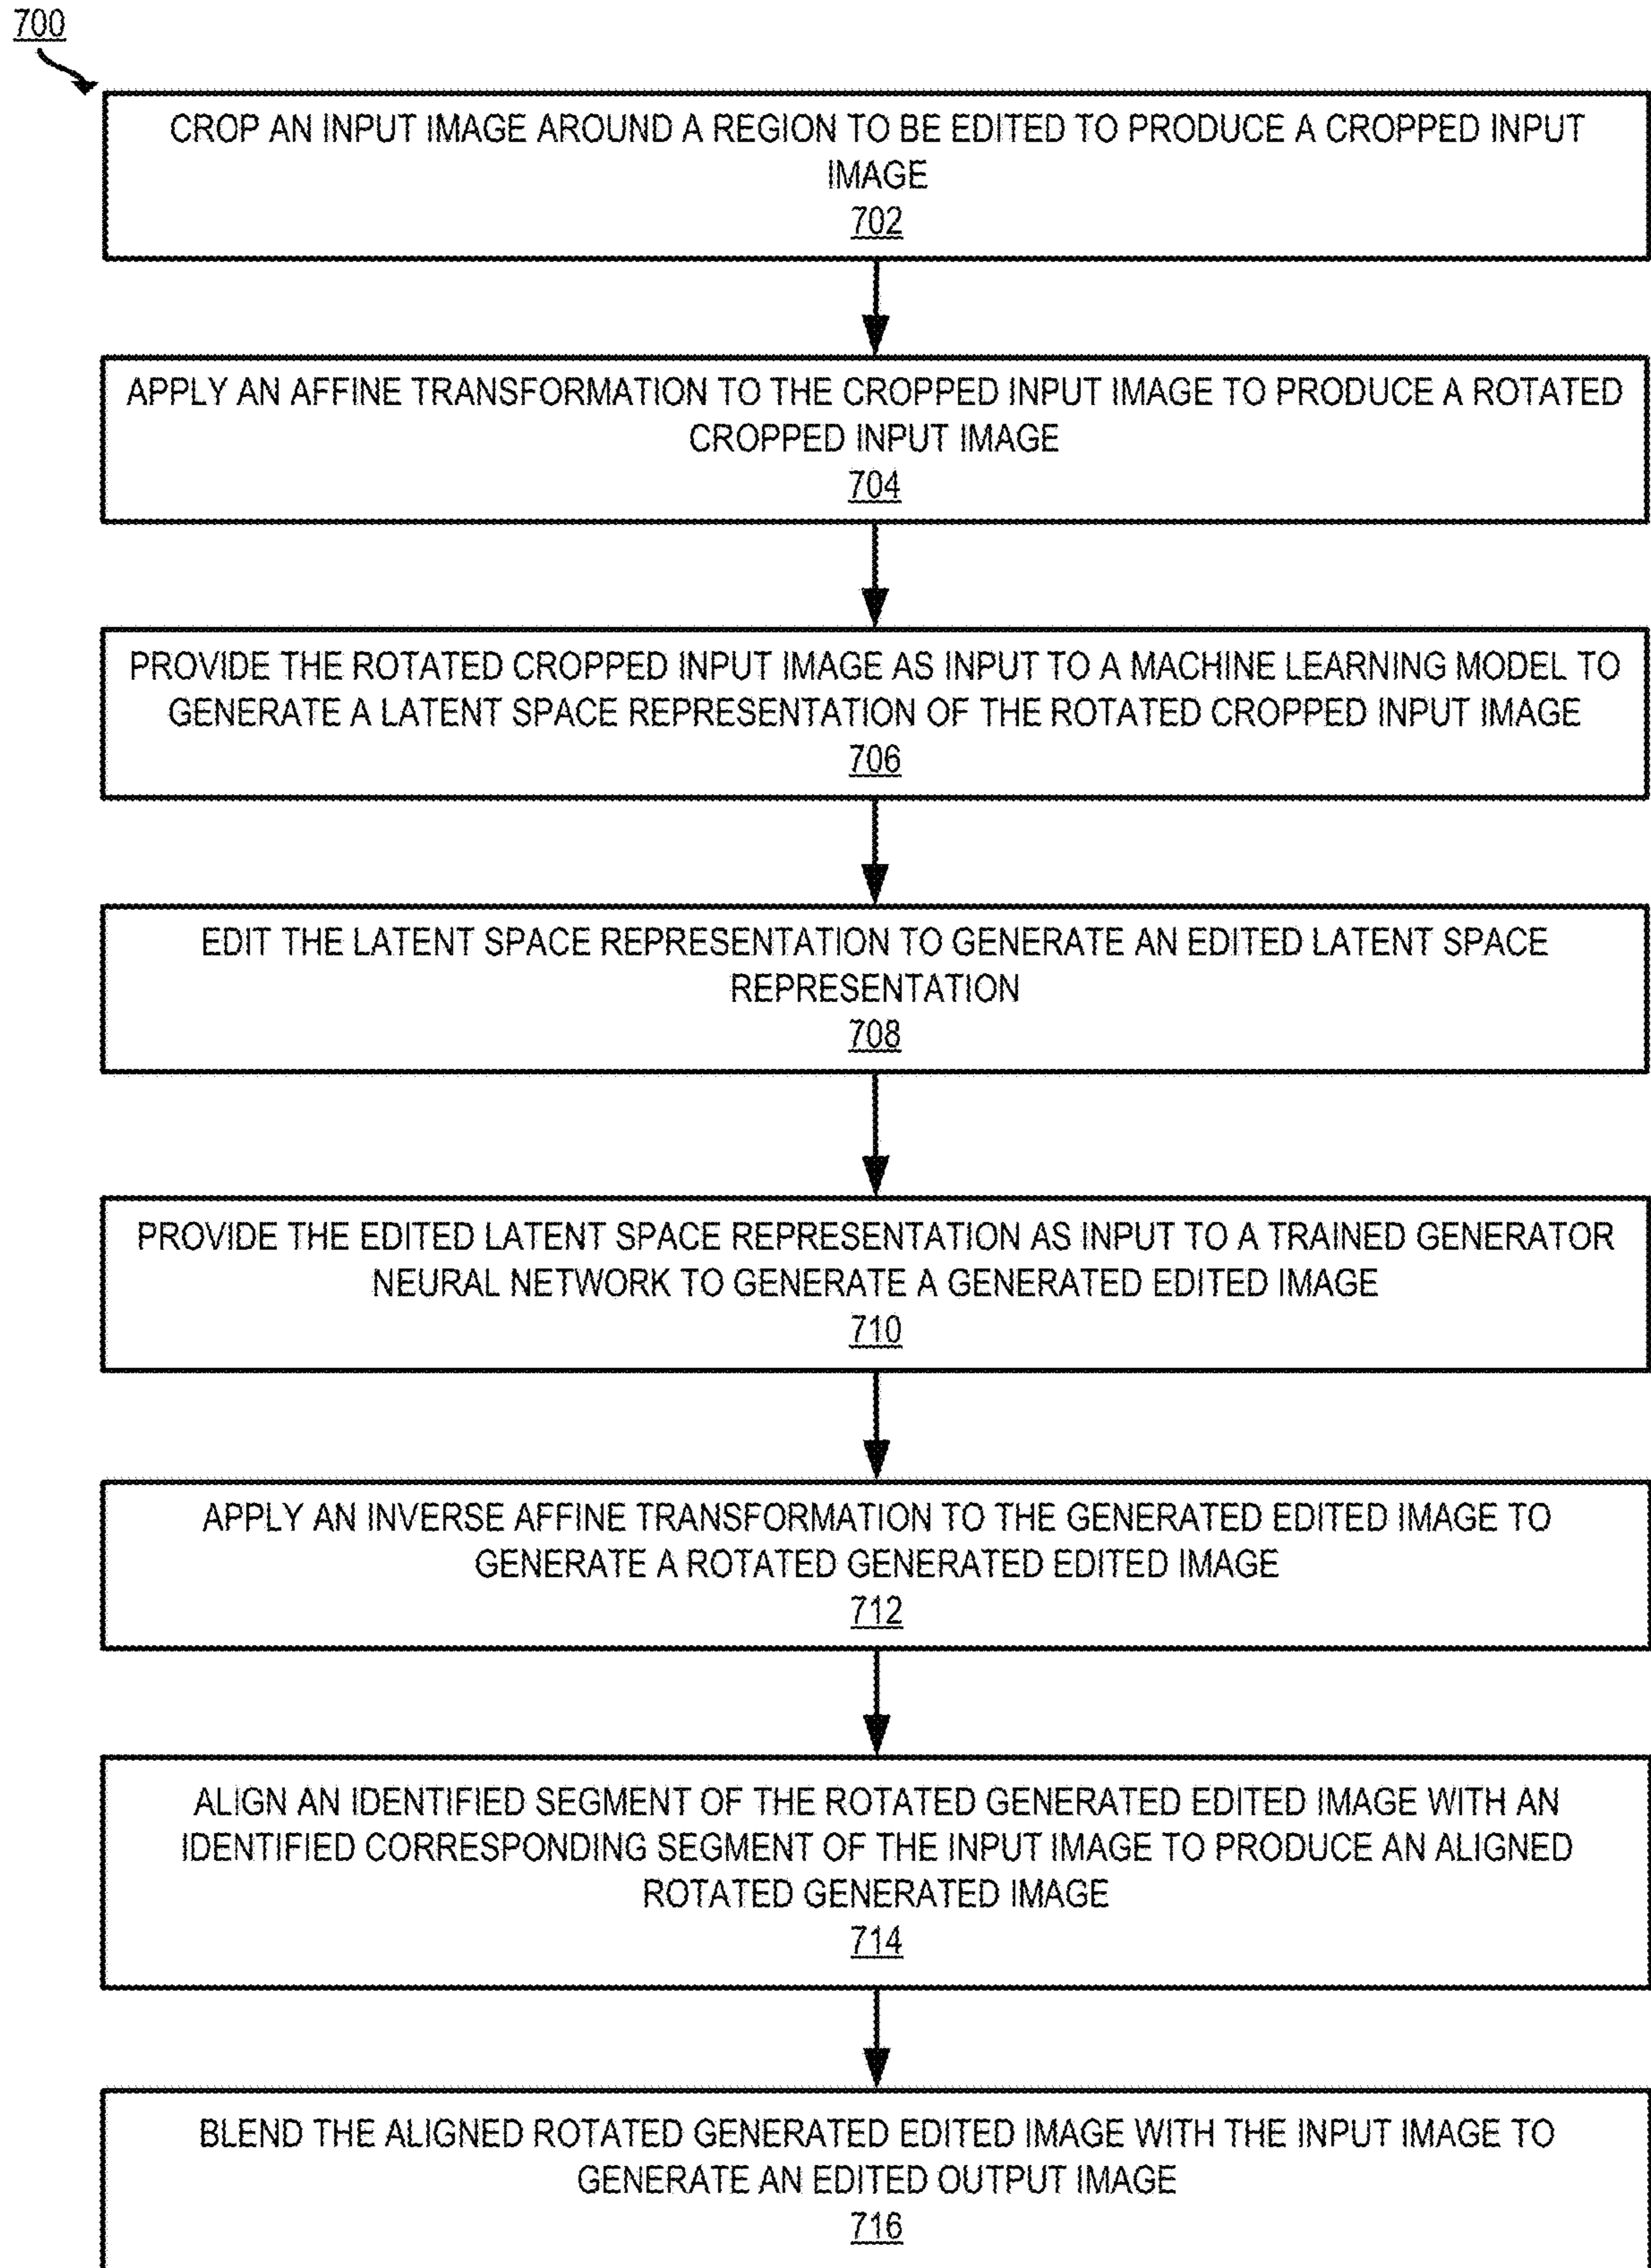 700
CROP AN INPUT IMAGE AROUND A REGION TO BE EDITED TO PRODUCE A CROPPED INPUT
IMAGE
702
APPLY AN AFFINE TRANSFORMATION TO THE CROPPED INPUT IMAGE TO PRODUCE A ROTATED
CROPPED INPUT IMAGE
704
PROVIDE THE ROTATED CROPPED INPUT IMAGE AS INPUT TO A MACHINE LEARNING MODEL TO
GENERATE A LATENT SPACE REPRESENTATION OF THE ROTATED CROPPED INPUT IMAGE
706
EDIT THE LATENT SPACE REPRESENTATION TO GENERATE AN EDITED LATENT SPACE
REPRESENTATION
708
PROVIDE THE EDITED LATENT SPACE REPRESENTATION AS INPUT TO A TRAINED GENERATOR
NEURAL NETWORK TO GENERATE A GENERATED EDITED IMAGE
710
APPLY AN INVERSE AFFINE TRANSFORMATION TO THE GENERATED EDITED IMAGE TO
GENERATE A ROTATED GENERATED EDITED IMAGE
712
ALIGN AN IDENTIFIED SEGMENT OF THE ROTATED GENERATED EDITED IMAGE WITH AN
IDENTIFIED CORRESPONDING SEGMENT OF THE INPUT IMAGE TO PRODUCE AN ALIGNED
ROTATED GENERATED IMAGE
714
BLEND THE ALIGNED ROTATED GENERATED EDITED IMAGE WITH THE INPUT IMAGE TO
GENERATE AN EDITED OUTPUT IMAGE
716